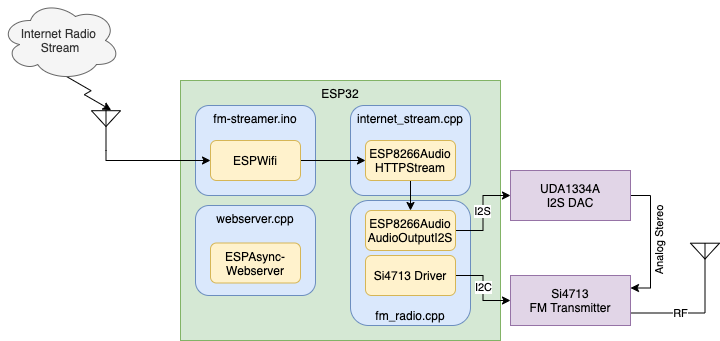 Internet Radio
Stream
ESP32
fm-streamer.ino
ESPWifi
internet_stream.cpp
ESP8266Audio
HTTPStream
webserver.cpp
ESPAsync-
Webserver
ESP8266Audio
AudioOutputI2S
Si4713 Driver
fm_radio.cpp
I2S
I2C
UDA1334A
I2S DAC
Analog Stereo
Si4713
FM Transmitter
RF